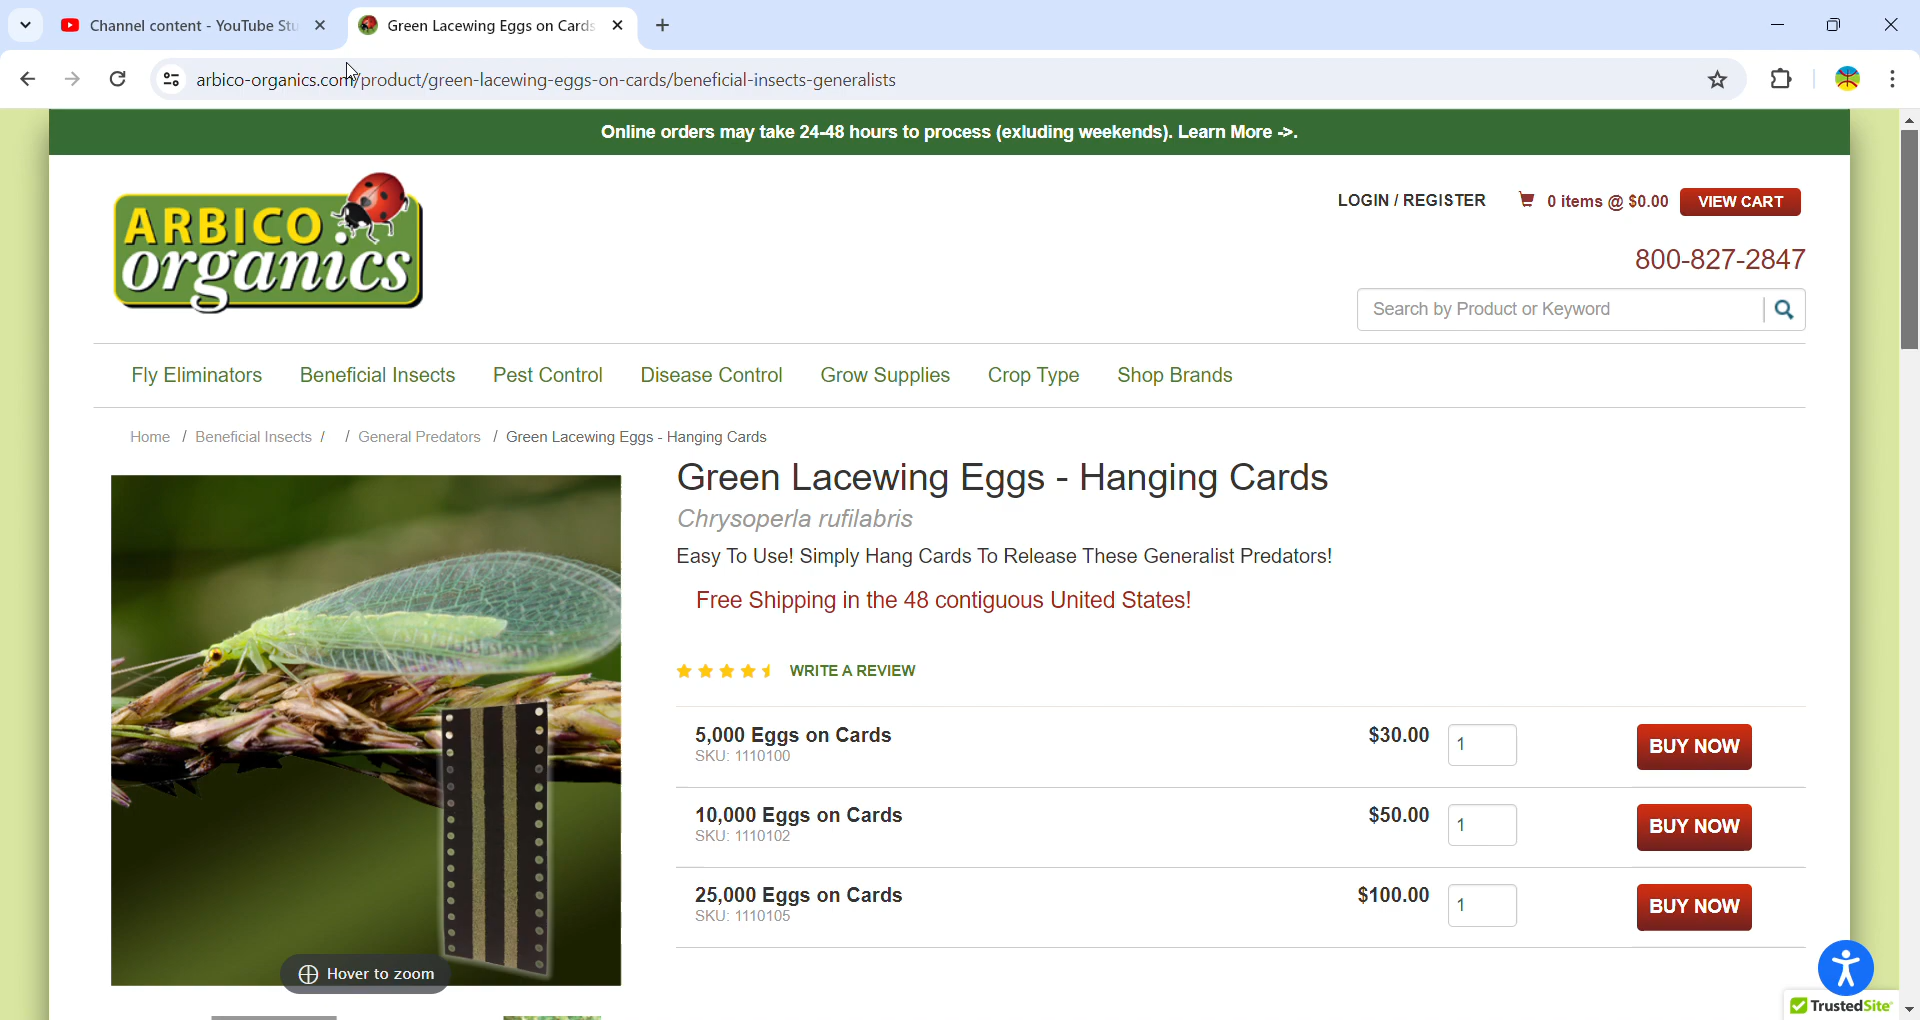 Channel content - YouTube Stu
Green Lacewing Eggs on Cards
arbico-organics.com/product/green-lacewing-eggs-on-cards/beneficial-insects-generalists
Online orders may take 24-48 hours to process (exluding weekends). Learn More ->.
ARBICO
organics
LOGIN / REGISTER
0 items @ $0.00
VIEW CART
800-827-2847
Search by Product or Keyword
Fly Eliminators Beneficial Insects Pest Control Disease Control Grow Supplies Crop Type Shop Brands
Home / Beneficial Insects / / General Predators / Green Lacewing Eggs - Hanging Cards
Green Lacewing Eggs - Hanging Cards
Chrysoperla rufilabris
Easy To Use! Simply Hang Cards To Release These Generalist Predators!
Free Shipping in the 48 contiguous United States!
WRITE A REVIEW
5,000 Eggs on Cards $30.00 1 BUY NOW
SKU: 1110100
10,000 Eggs on Cards $50.00 1 BUY NOW
SKU: 1110102
25,000 Eggs on Cards $100.00 1 BUY NOW
SKU: 1110105
Hover to zoom
TrustedSite